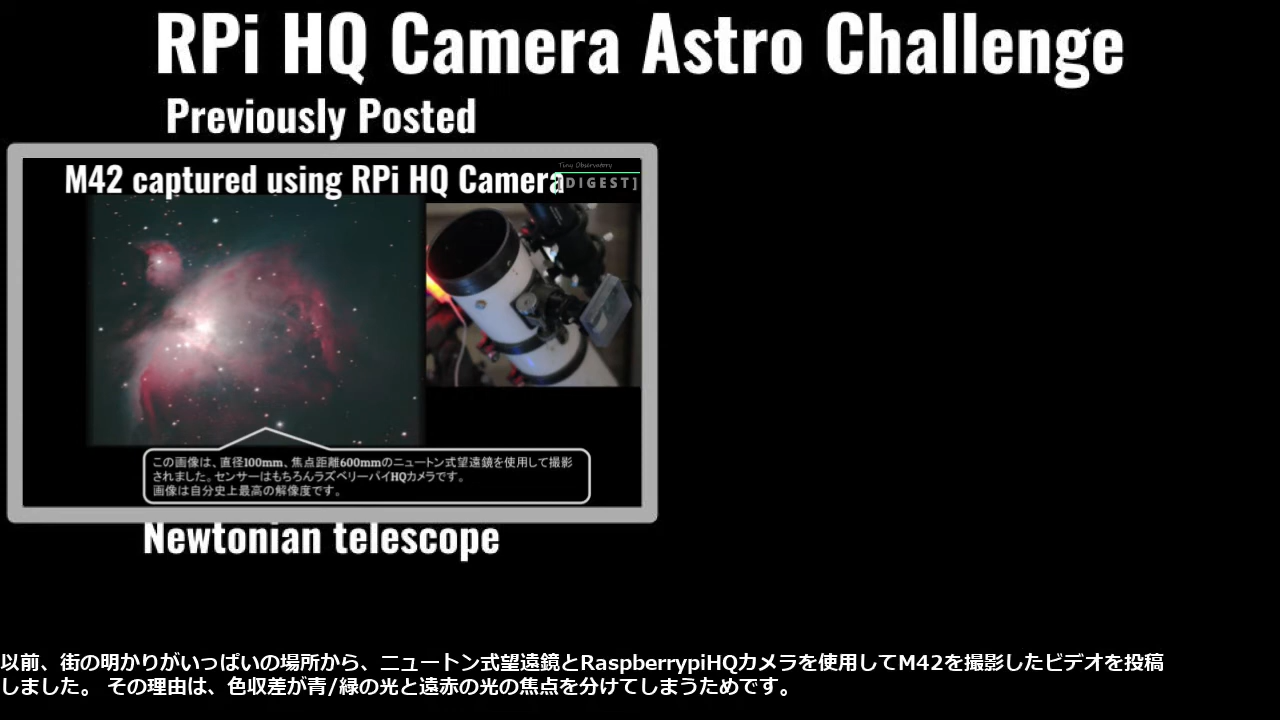 RPi HQ Camera Astro Challenge
Previously Posted
Tiny Observatory
M42 captured using RPi HQ Camera
[DIGEST]
この画像は、直径100mm、焦点距離600mmのニュートン式望遠鏡を使用して撮影
されました。センサーはもちろんラズベリーパイHQカメラです。
画像は自分史上最高の解像度です。
Newtonian telescope
以前、街の明かりがいっぱいの場所から、ニュートン式望遠鏡とRaspberrypiHQカメラを使用してM42を撮影したビデオを投稿
しました。 その理由は、色収差が青/緑の光と遠赤の光の焦点を分けてしまうためです。